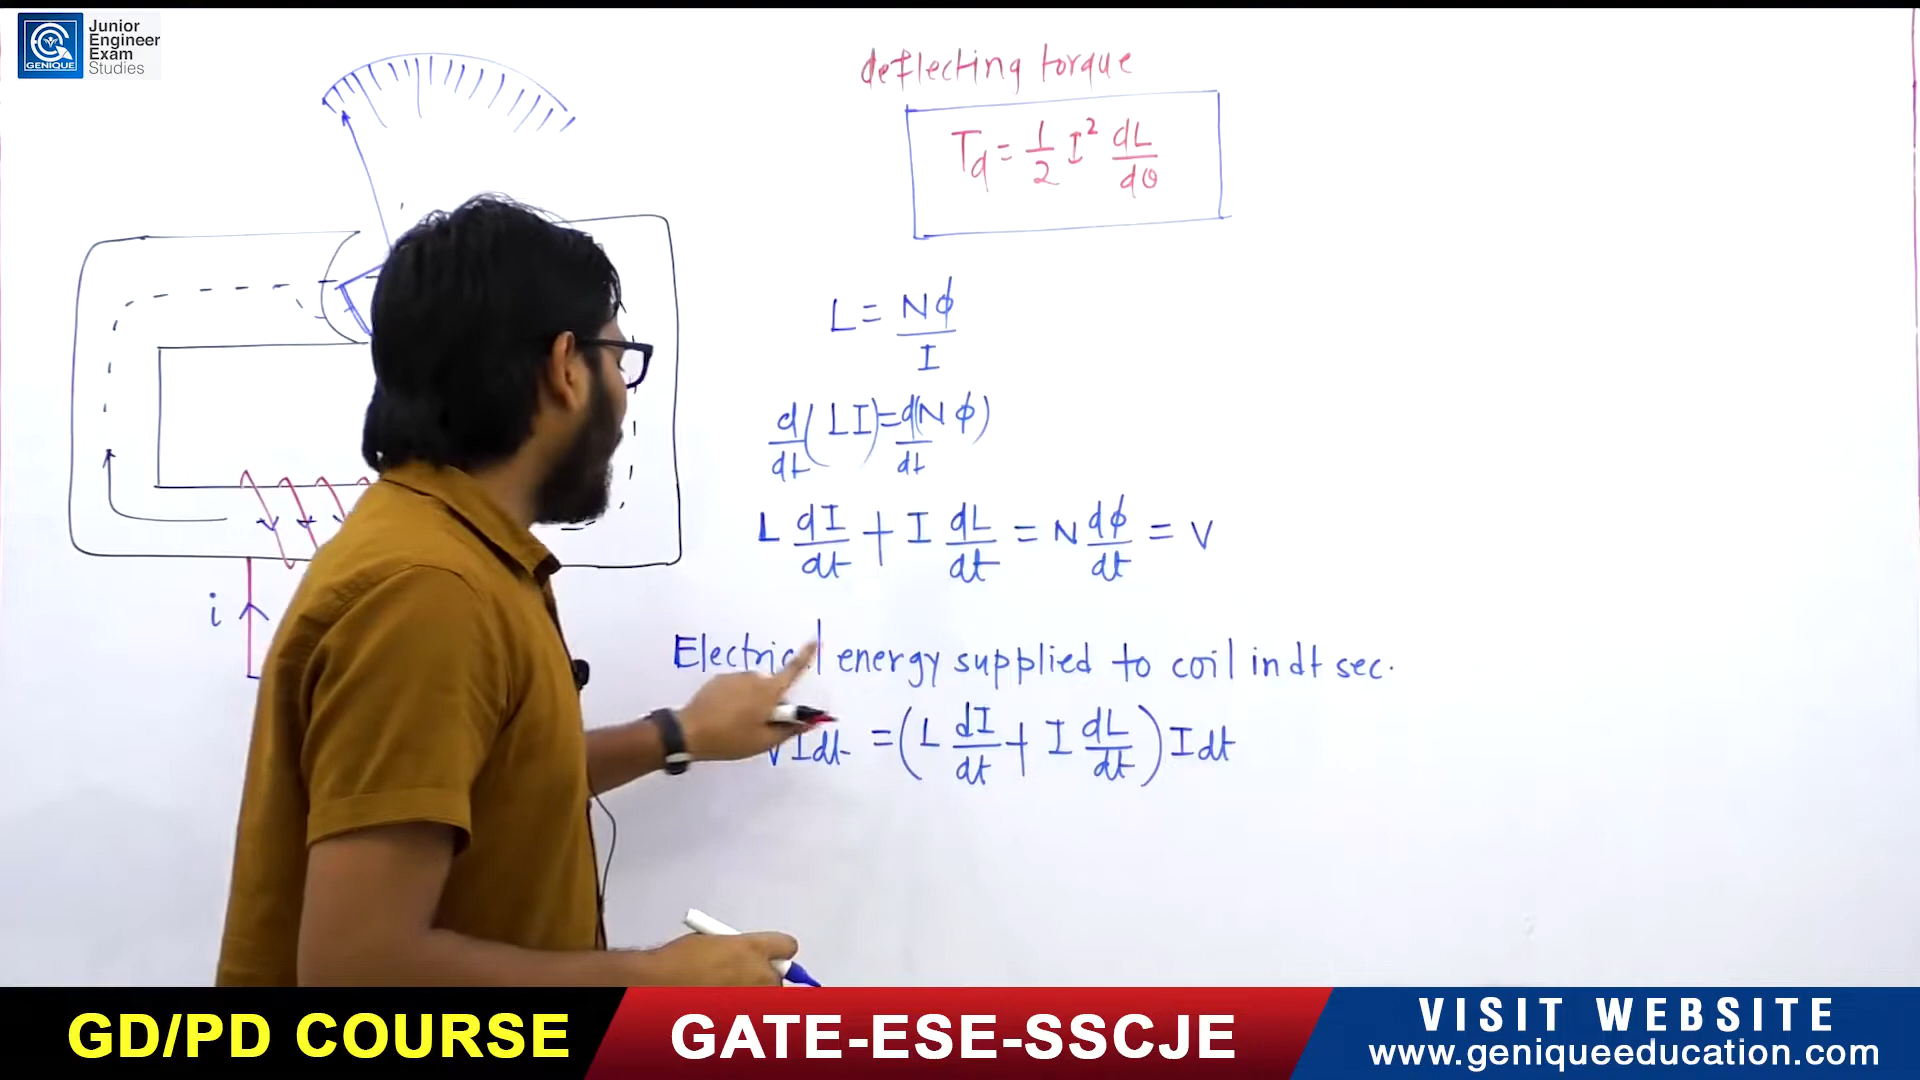 GENIQUE
Junior
Engineer
Exam
Studies
deflecting torque
Td = 1/2 I² dL/dθ
L = Nϕ/I
d/dt (LI) = d(Nϕ)/dt
L dI/dt + I dL/dt = N dϕ/dt = V
i
Electrical energy supplied to coil in dt sec.
VIdt = (L dI/dt + I dL/dt) I dt
GD/PD COURSE
GATE-ESE-SSCJE
VISIT WEBSITE
www.geniqueeducation.com